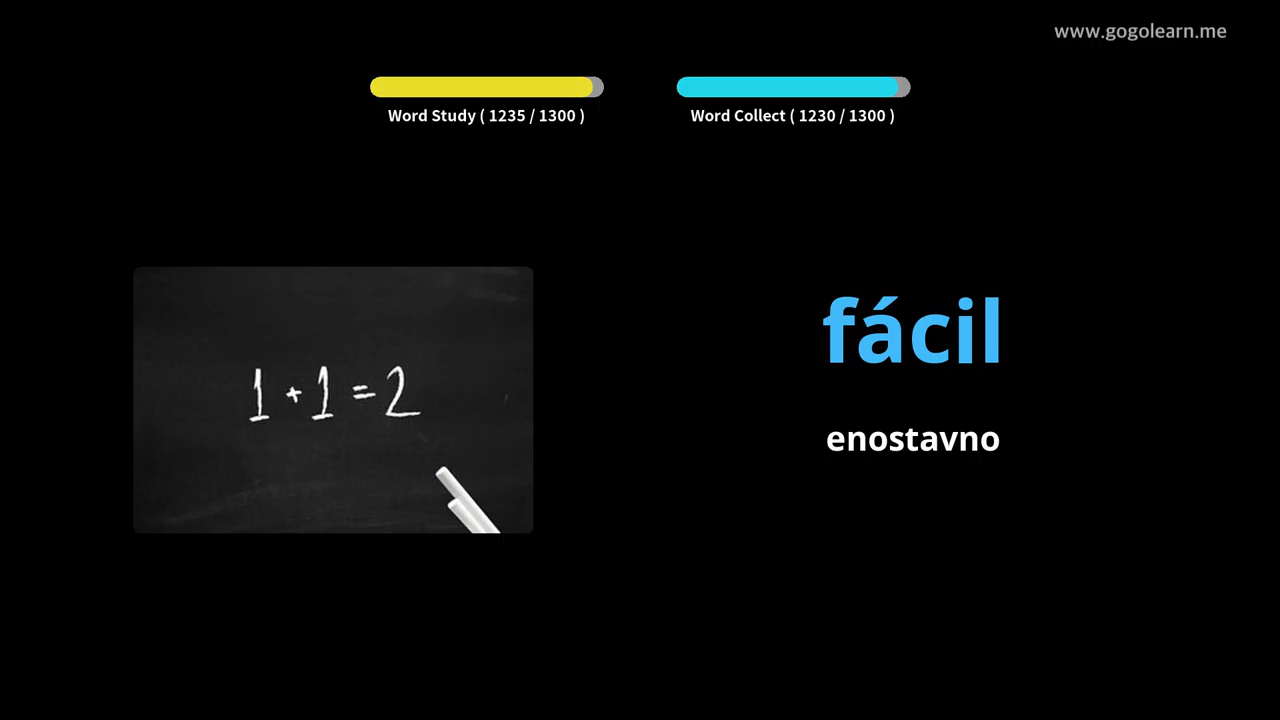 www.gogolearn.me
Word Study ( 1235 / 1300 )
Word Collect ( 1230 / 1300 )
1 + 1 = 2
fácil
enostavno